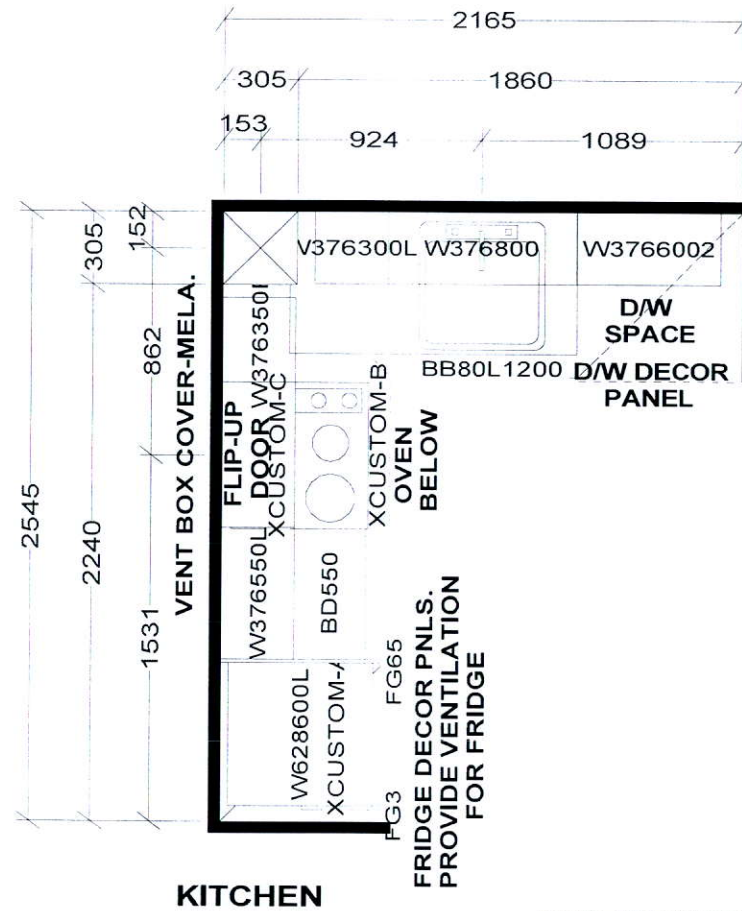 2165
305
1860
153
924
1089
2545
305
2240
152
862
1531
VENT BOX COVER-MELA.
W376300L
W376800
W3766002
D/W
SPACE
BB80L1200
D/W DECOR
PANEL
W376350L
FLIP-UP
DOOR
XCUSTOM-C
XCUSTOM-B
OVEN
BELOW
W376550L
BD550
W628600L
XCUSTOM-A
FG65
FG3
FRIDGE DECOR PNLS.
PROVIDE VENTILATION
FOR FRIDGE
KITCHEN